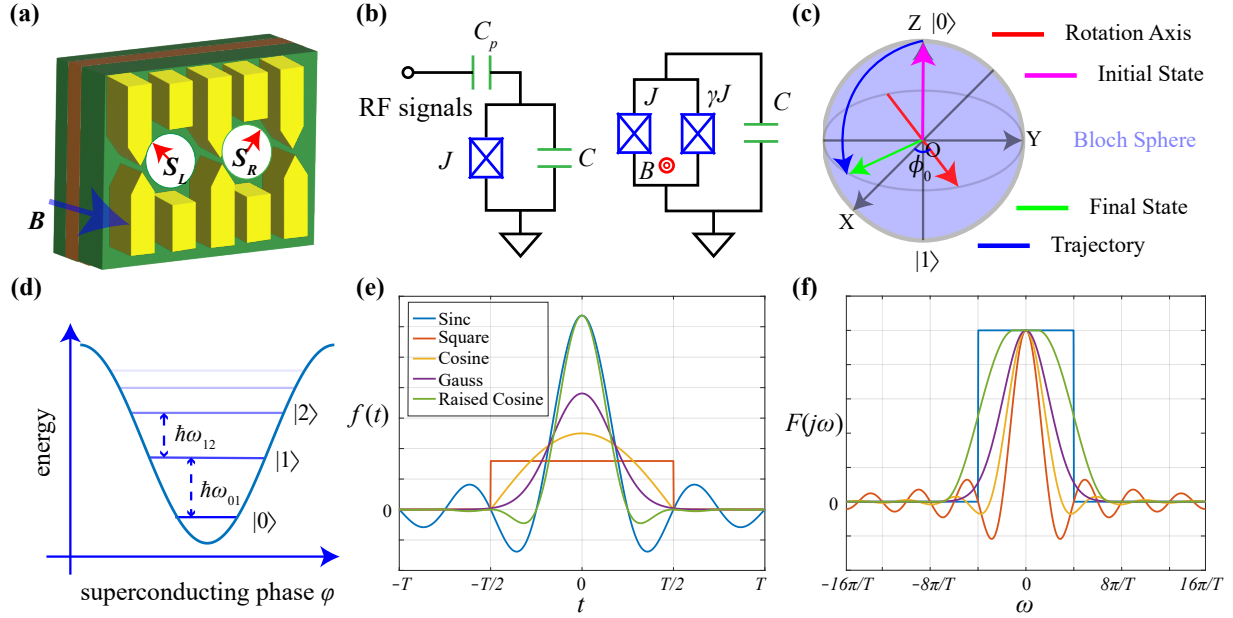 (a)
S_L
S_R
B
(b)
C_p
RF signals
J
C
J
γJ
B
C
(c)
Z |0⟩
Y
O
ϕ_0
X
|1⟩
Rotation Axis
Initial State
Bloch Sphere
Final State
Trajectory
(d)
energy
|2⟩
ℏω_12
|1⟩
ℏω_01
|0⟩
superconducting phase φ
(e)
Sinc
Square
Cosine
Gauss
Raised Cosine
f(t)
0
−T −T/2 0 T/2 T
t
(f)
F(jω)
0
−16π/T −8π/T 0 8π/T 16π/T
ω